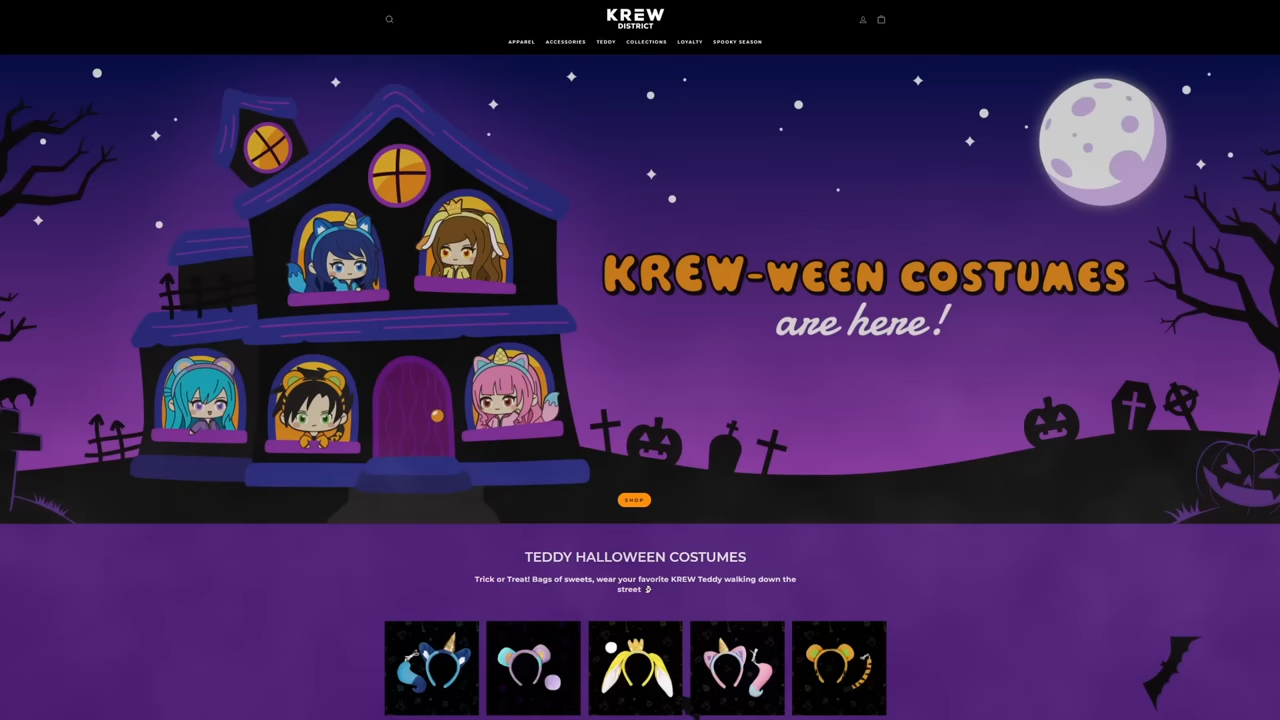 KREW
DISTRICT
APPAREL ACCESSORIES TEDDY COLLECTIONS LOYALTY SPOOKY SEASON
KREW-WEEN COSTUMES
are here!
SHOP
TEDDY HALLOWEEN COSTUMES
Trick or Treat! Bags of sweets, wear your favorite KREW Teddy walking down the
street